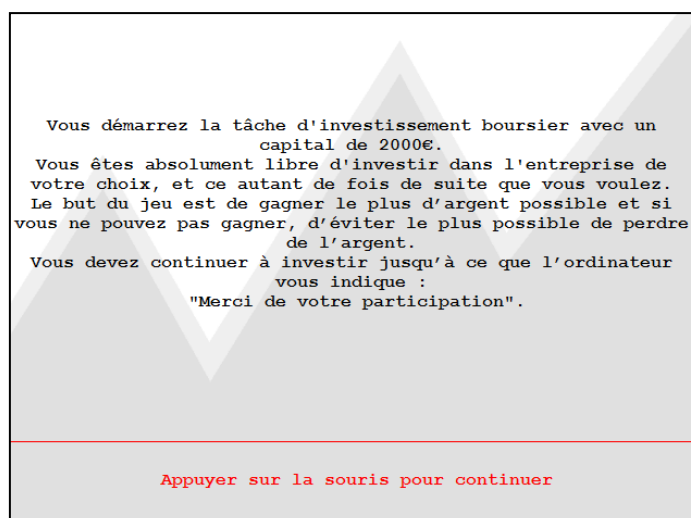 Vous démarrez la tâche d'investissement boursier avec un
capital de 2000€.
Vous êtes absolument libre d'investir dans l'entreprise de
votre choix, et ce autant de fois de suite que vous voulez.
Le but du jeu est de gagner le plus d’argent possible et si
vous ne pouvez pas gagner, d’éviter le plus possible de perdre
de l’argent.
Vous devez continuer à investir jusqu’à ce que l’ordinateur
vous indique :
"Merci de votre participation".
Appuyer sur la souris pour continuer